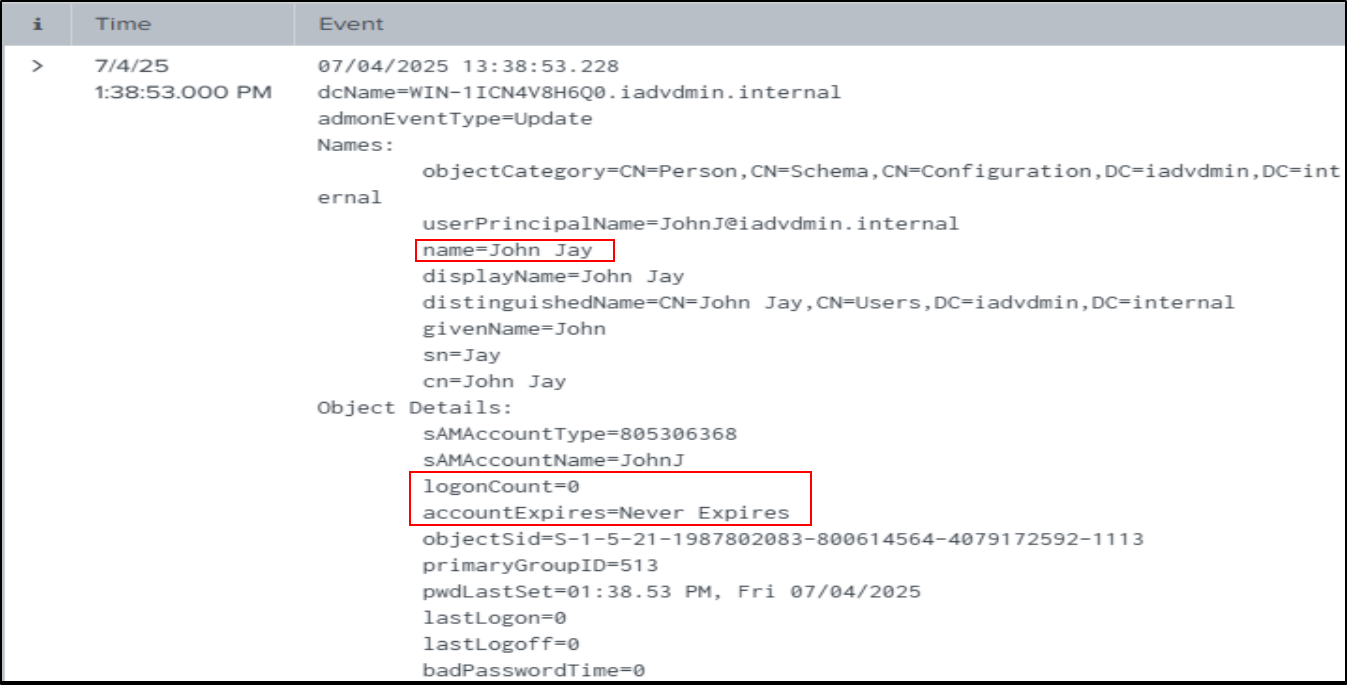 i Time Event
> 7/4/25 07/04/2025 13:38:53.228
1:38:53.000 PM dcName=WIN-1ICN4V8H6Q0.iadvdmin.internal
admonEventType=Update
Names:
objectCategory=CN=Person,CN=Schema,CN=Configuration,DC=iadvdmin,DC=int
ernal
userPrincipalName=JohnJ@iadvdmin.internal
name=John Jay
displayName=John Jay
distinguishedName=CN=John Jay,CN=Users,DC=iadvdmin,DC=internal
givenName=John
sn=Jay
cn=John Jay
Object Details:
sAMAccountType=805306368
sAMAccountName=JohnJ
logonCount=0
accountExpires=Never Expires
objectSid=S-1-5-21-1987802083-800614564-4079172592-1113
primaryGroupID=513
pwdLastSet=01:38.53 PM, Fri 07/04/2025
lastLogon=0
lastLogoff=0
badPasswordTime=0